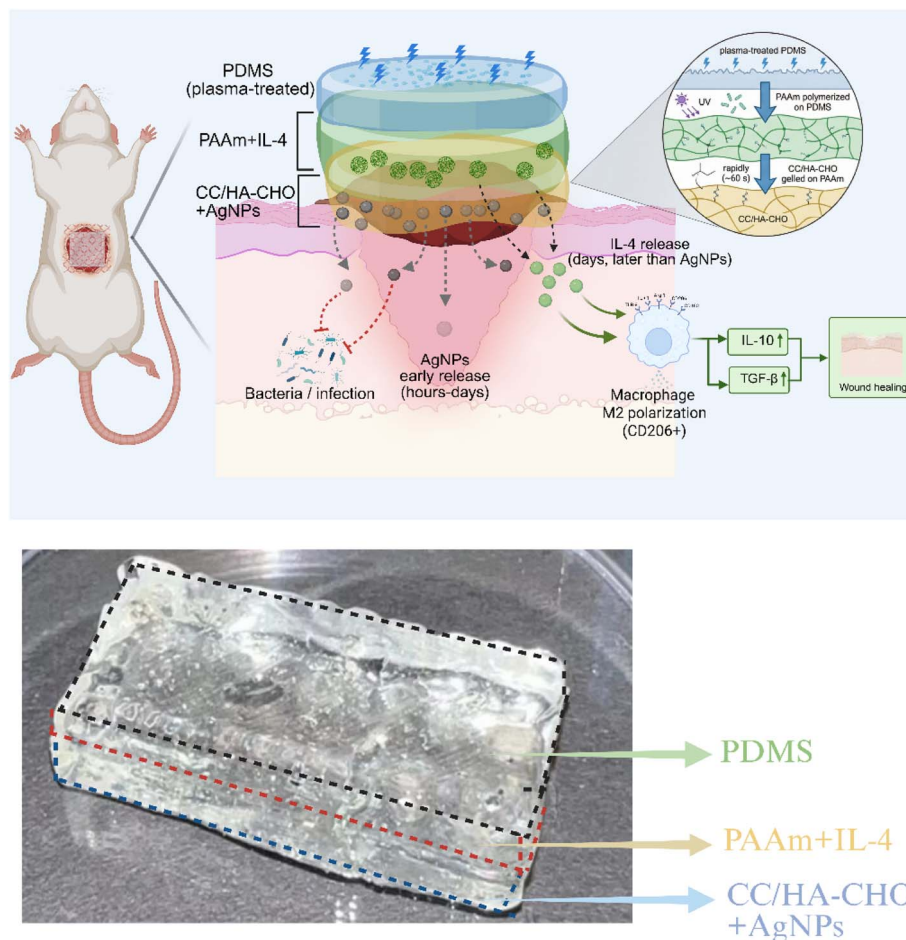 PDMS
(plasma-treated)
PAAm+IL-4
CC/HA-CHO
+AgNPs
plasma-treated PDMS
UV
PAAm polymerized
on PDMS
rapidly
(~60 s)
CC/HA-CHO
gelled on PAAm
CC/HA-CHO
IL-4 release
(days, later than AgNPs)
Bacteria / infection
AgNPs
early release
(hours-days)
Macrophage
M2 polarization
(CD206+)
IL-10
TGF-β
Wound healing
PDMS
PAAm+IL-4
CC/HA-CHO
+AgNPs